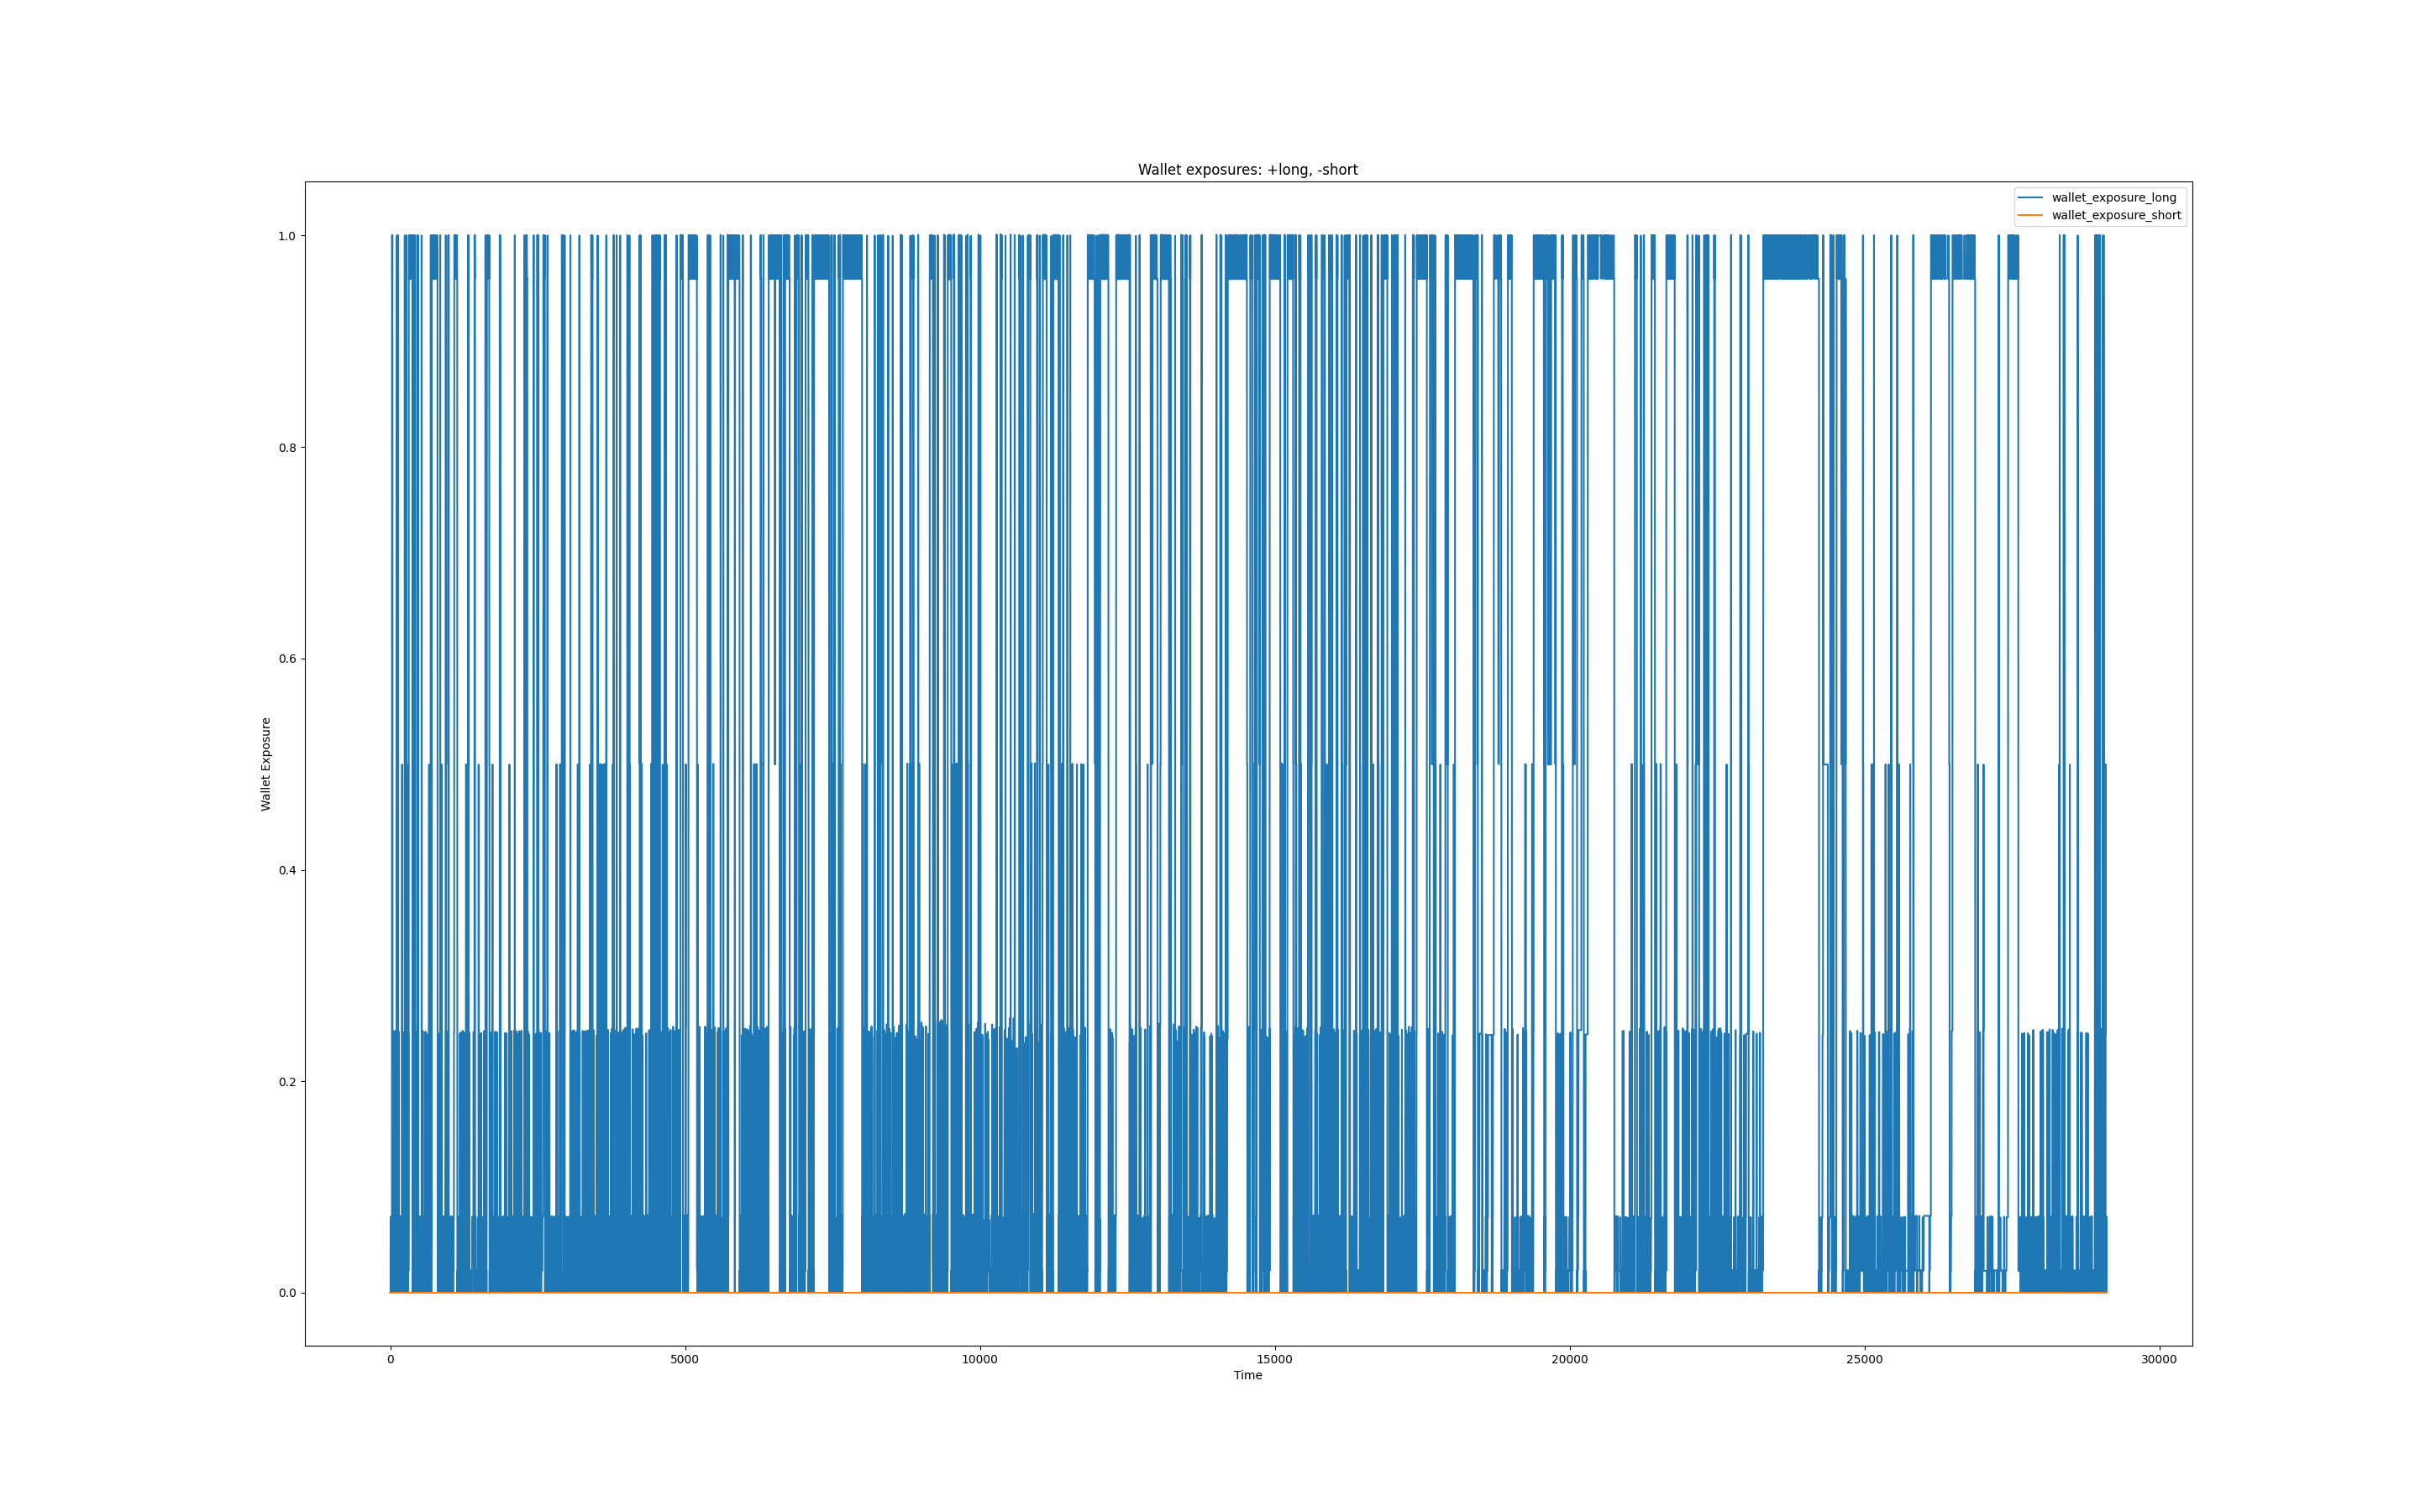 Wallet exposures: +long, -short
wallet_exposure_long
wallet_exposure_short
1.0
0.8
0.6
0.4
0.2
0.0
Wallet Exposure
0 5000 10000 15000 20000 25000 30000
Time